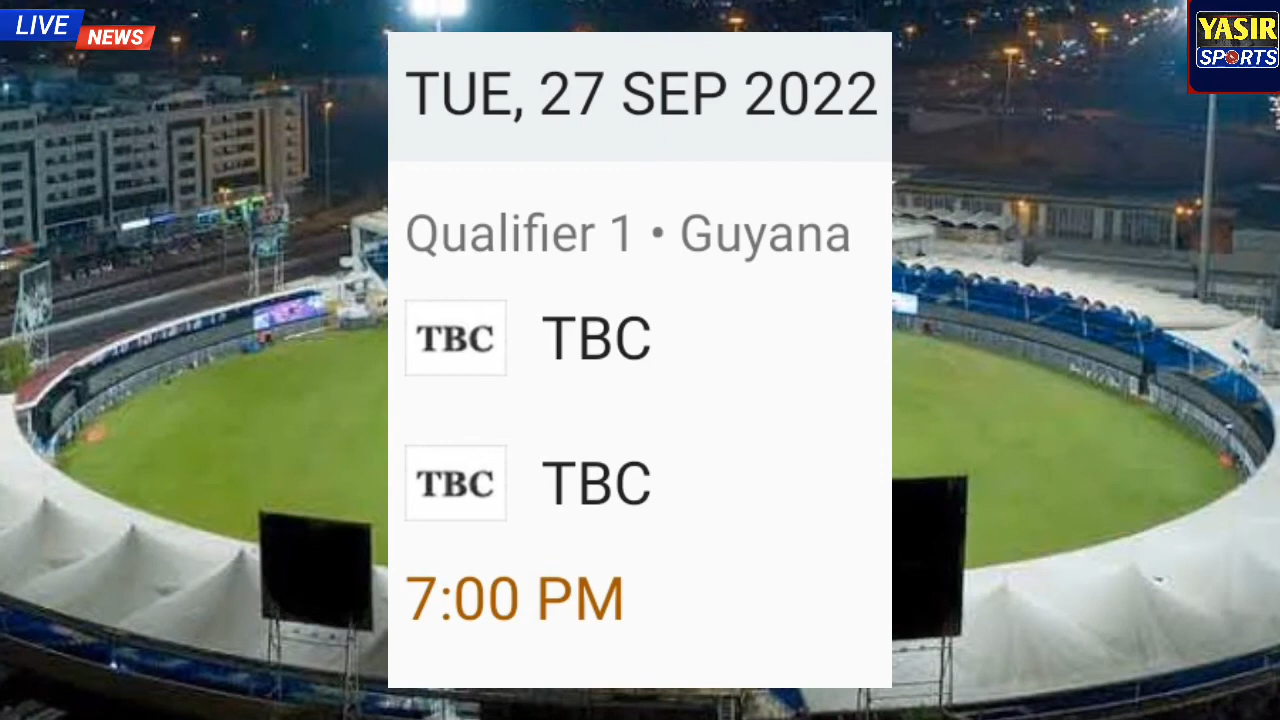 LIVE
NEWS
YASIR
SPORTS
TUE, 27 SEP 2022
Qualifier 1 • Guyana
TBC TBC
TBC TBC
7:00 PM